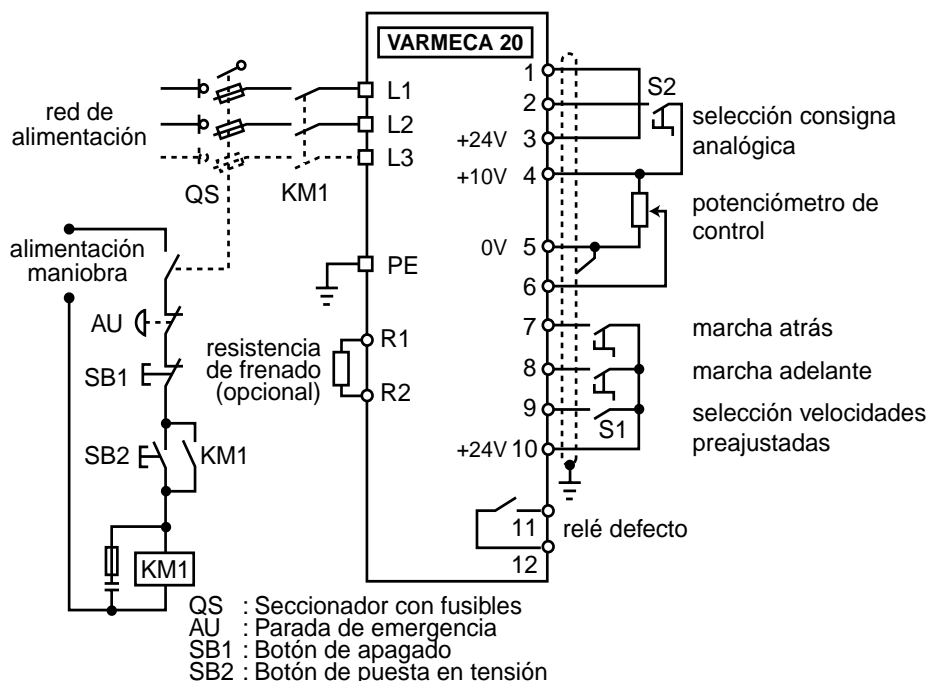 VARMECA 20
red de
alimentación
QS
KM1
L1
L2
L3
PE
R1
R2
resistencia
de frenado
(opcional)
alimentación
maniobra
AU
SB1
SB2
KM1
KM1
1
2
+24V 3
+10V 4
0V 5
6
7
8
9
+24V 10
11
12
S2
selección consigna
analógica
potenciómetro de
control
marcha atrás
marcha adelante
S1
selección velocidades
preajustadas
relé defecto
QS : Seccionador con fusibles
AU : Parada de emergencia
SB1 : Botón de apagado
SB2 : Botón de puesta en tensión